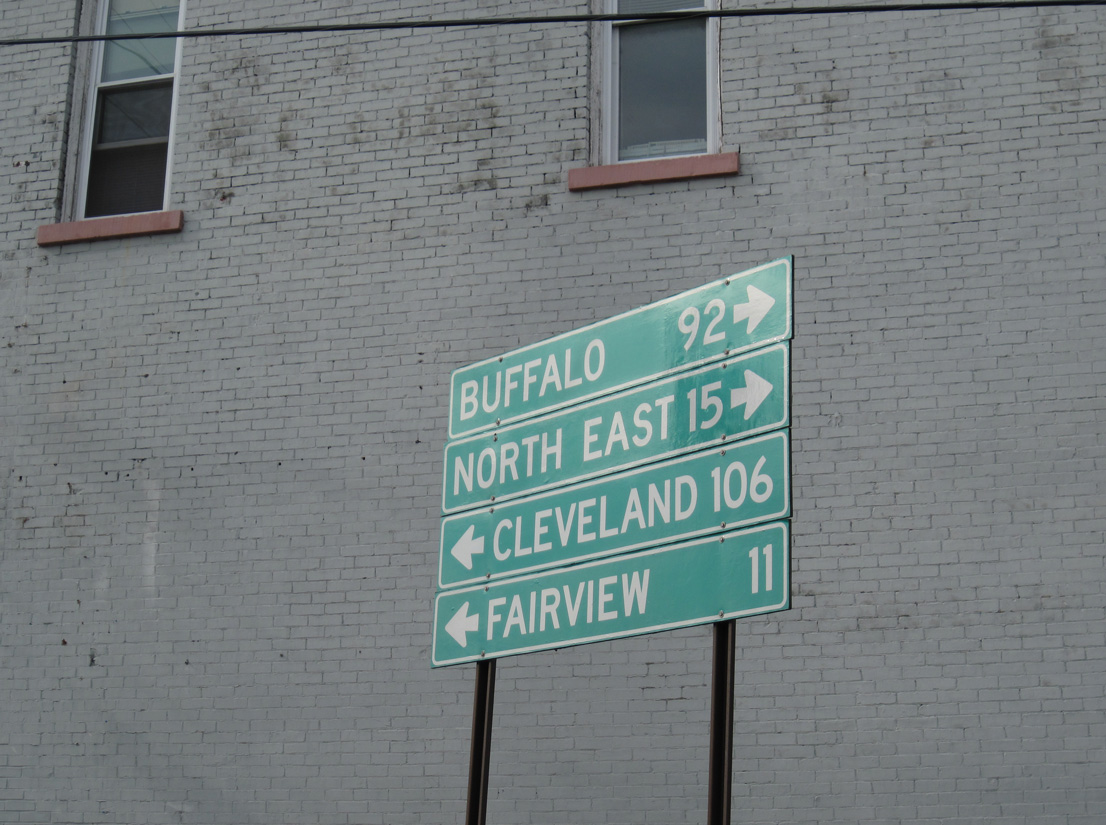 BUFFALO 92 →
NORTH EAST 15 →
← CLEVELAND 106
← FAIRVIEW 11